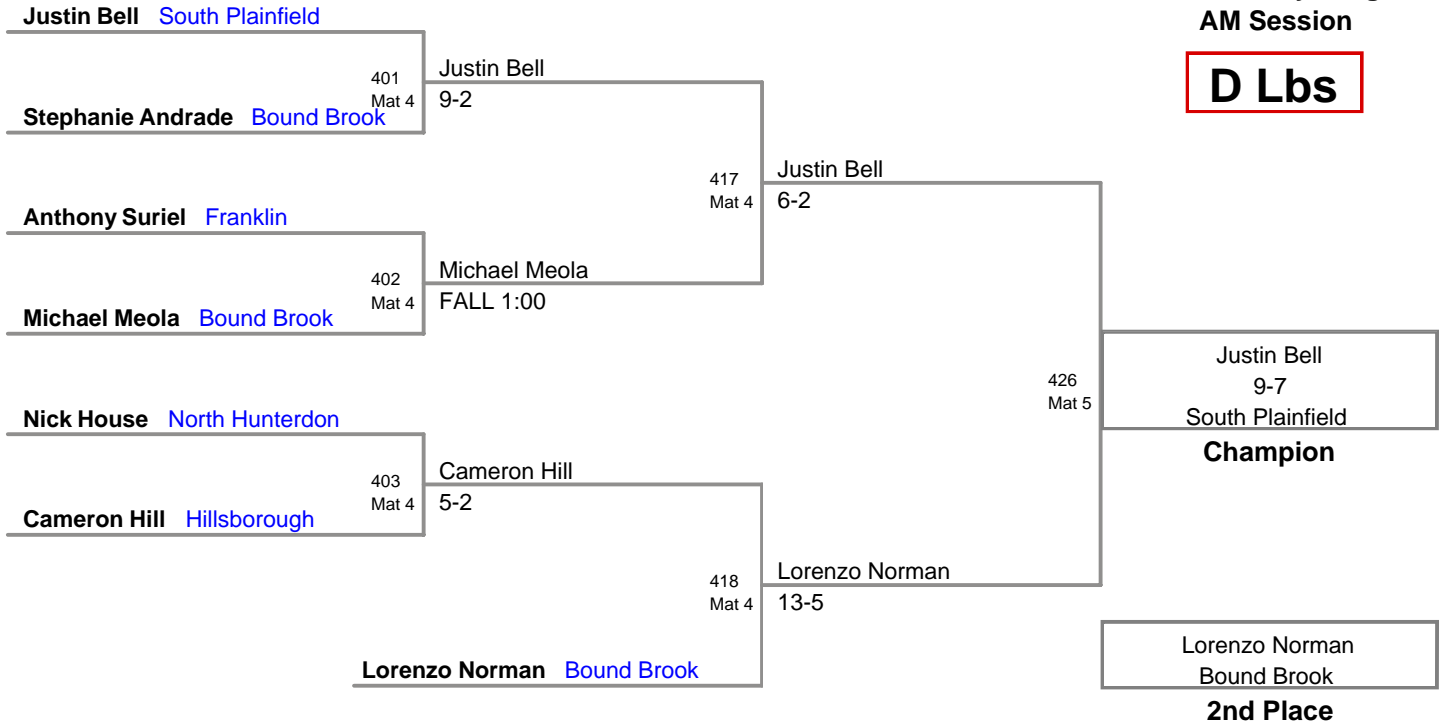 AM Session
D Lbs
Justin Bell South Plainfield
401
Mat 4
Justin Bell
9-2
Stephanie Andrade Bound Brook
417
Mat 4
Justin Bell
6-2
Anthony Suriel Franklin
402
Mat 4
Michael Meola
FALL 1:00
Michael Meola Bound Brook
426
Mat 5
Justin Bell
9-7
South Plainfield
Champion
Nick House North Hunterdon
403
Mat 4
Cameron Hill
5-2
Cameron Hill Hillsborough
418
Mat 4
Lorenzo Norman
13-5
Lorenzo Norman Bound Brook
Lorenzo Norman
Bound Brook
2nd Place